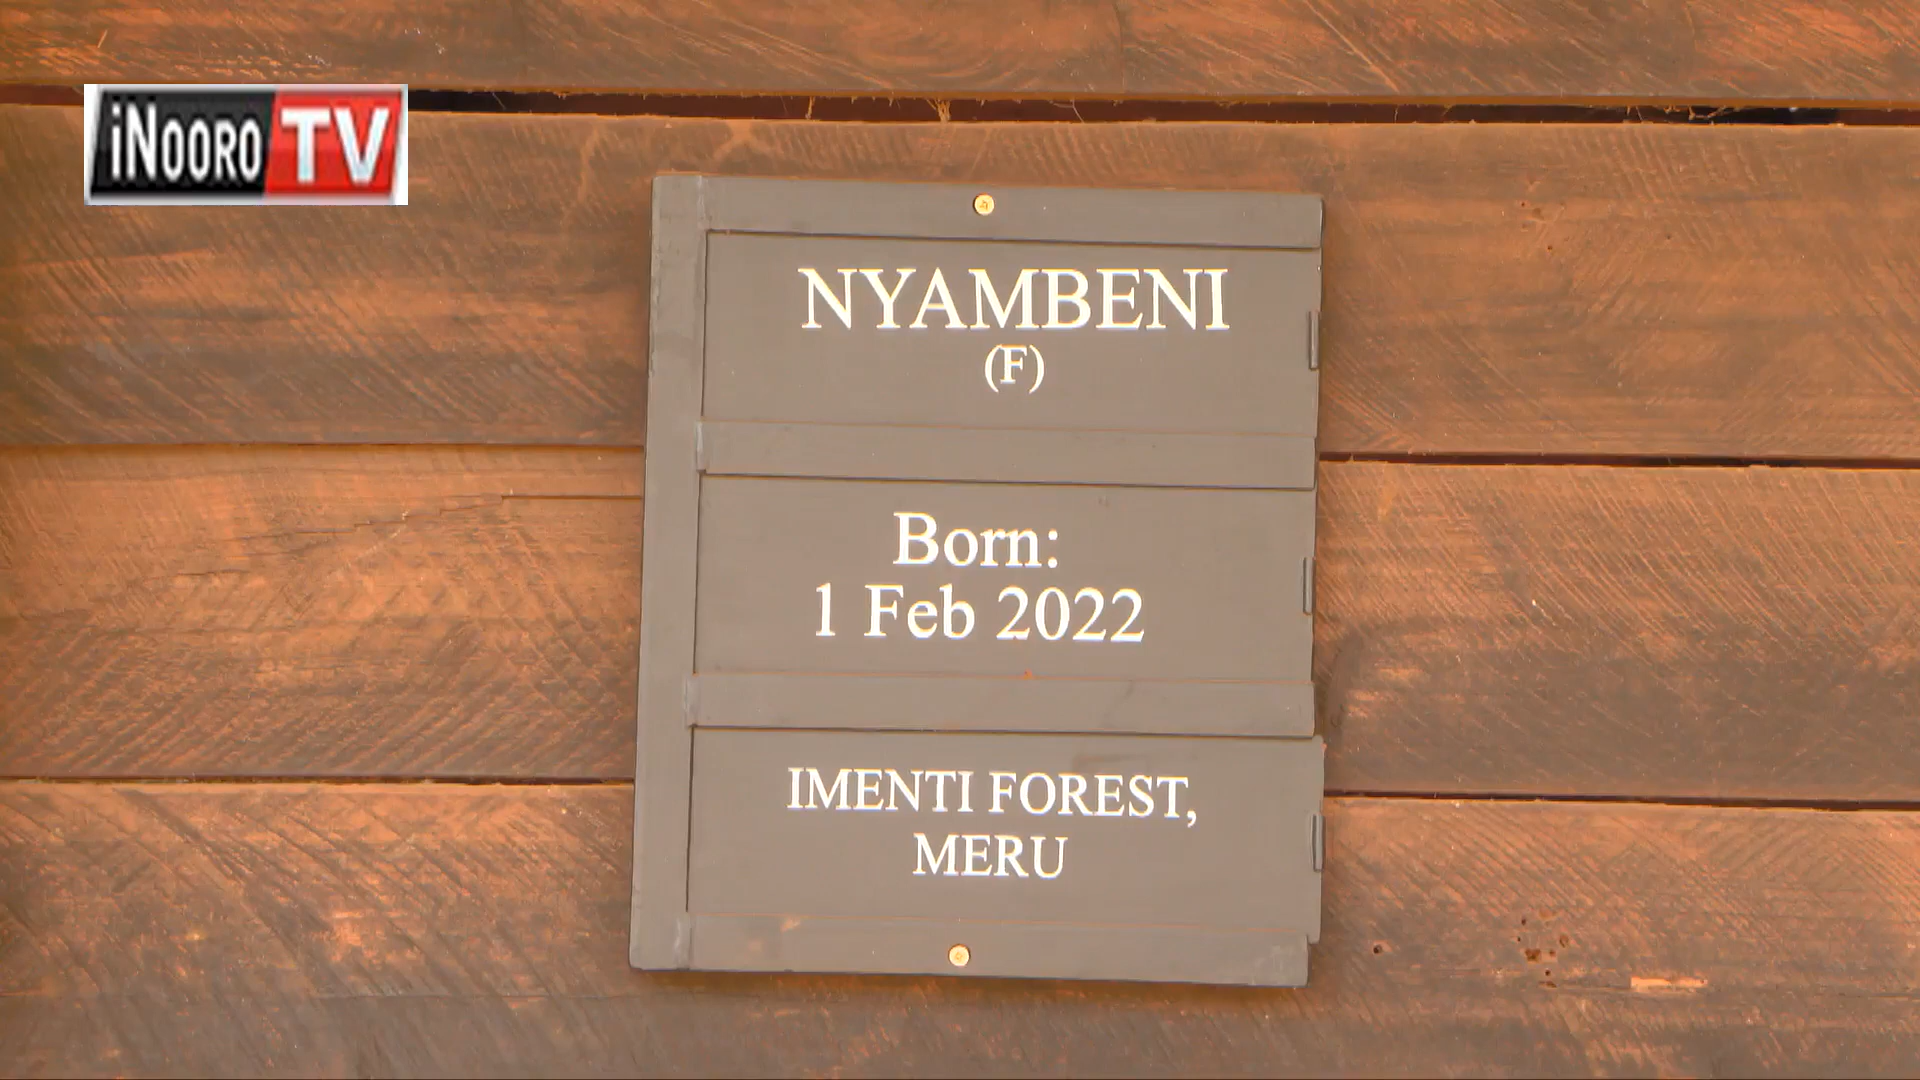 iNOORO TV
NYAMBENI
(F)
Born:
1 Feb 2022
IMENTI FOREST,
MERU